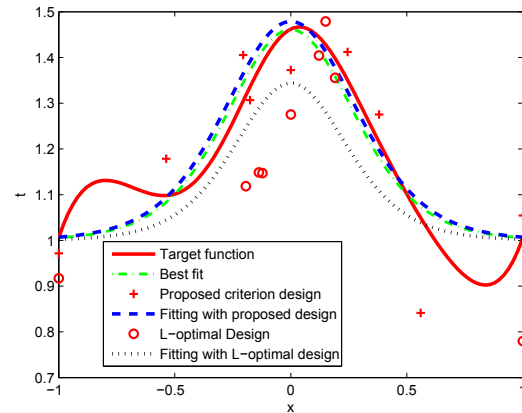 1.5
1.4
1.3
1.2
1.1
1
0.9
0.8
0.7
t
Target function
Best fit
Proposed criterion design
Fitting with proposed design
L-optimal Design
Fitting with L-optimal design
-1 -0.5 0 0.5 1
x